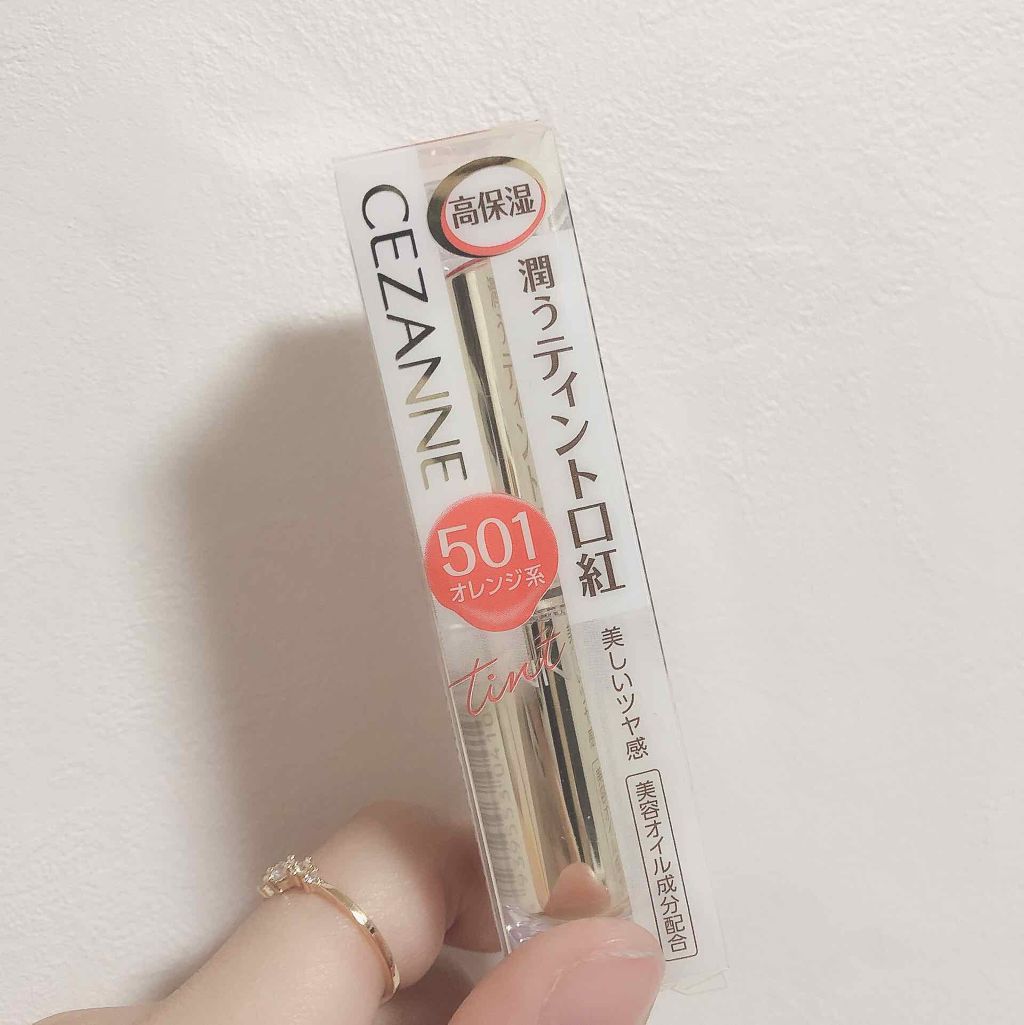 CEZANNE
高保湿
潤うティント口紅
501
オレンジ系
tint
美しいツヤ感
美容オイル成分配合